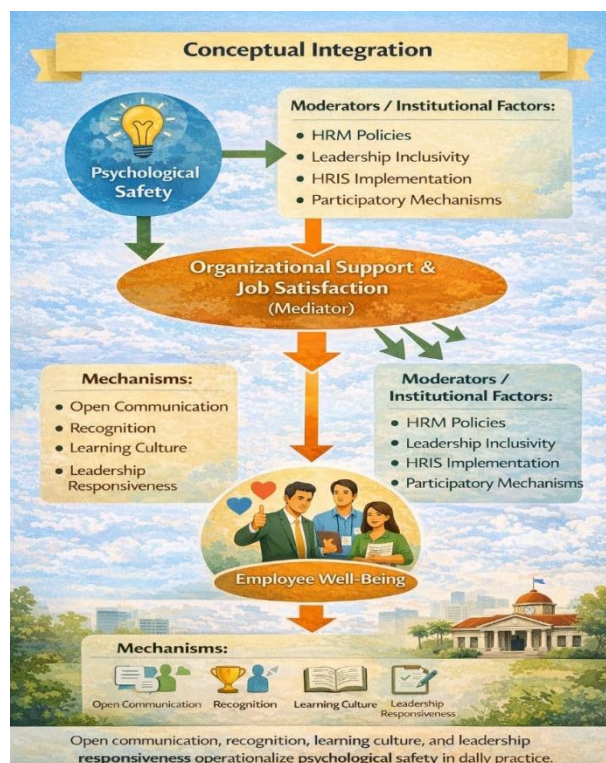 Conceptual Integration
Psychological
Safety
Moderators / Institutional Factors:
• HRM Policies
• Leadership Inclusivity
• HRIS Implementation
• Participatory Mechanisms
Organizational Support &
Job Satisfaction
(Mediator)
Mechanisms:
• Open Communication
• Recognition
• Learning Culture
• Leadership
Responsiveness
Moderators /
Institutional Factors:
• HRM Policies
• Leadership Inclusivity
• HRIS Implementation
• Participatory Mechanisms
Employee Well-Being
Mechanisms:
Open Communication
Recognition
Learning Culture
Leadership
Responsiveness
Open communication, recognition, learning culture, and leadership
responsiveness operationalize psychological safety in dally practice.